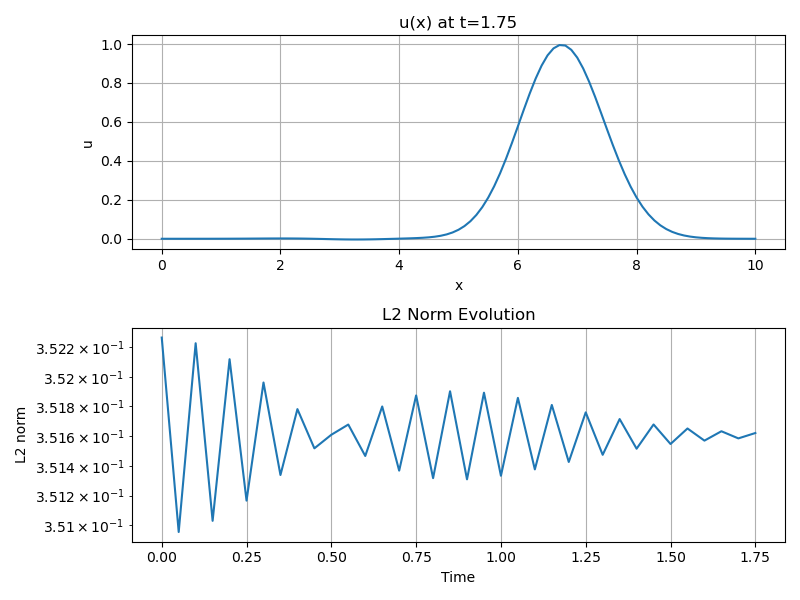 u(x) at t=1.75
1.0
0.8
0.6
0.4
0.2
0.0
u
0 2 4 6 8 10
x
L2 Norm Evolution
3.522 × 10⁻¹
3.52 × 10⁻¹
3.518 × 10⁻¹
3.516 × 10⁻¹
3.514 × 10⁻¹
3.512 × 10⁻¹
3.51 × 10⁻¹
L2 norm
0.00 0.25 0.50 0.75 1.00 1.25 1.50 1.75
Time